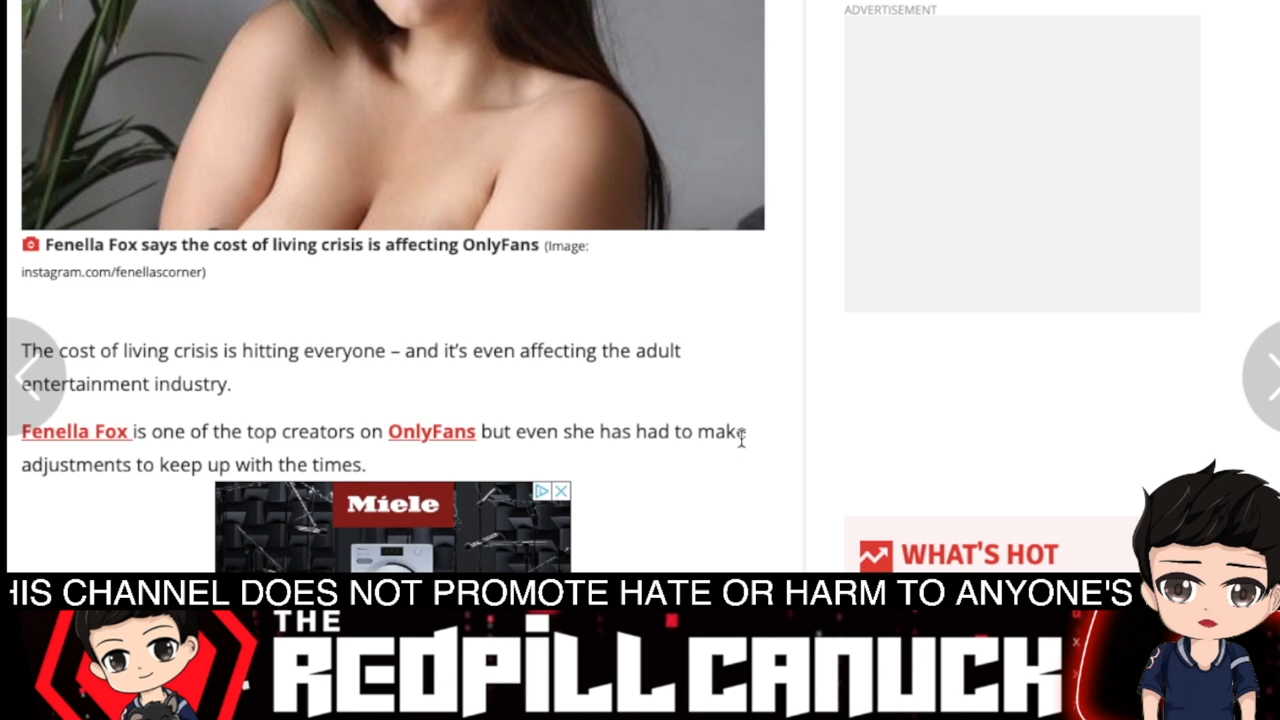 ADVERTISEMENT
Fenella Fox says the cost of living crisis is affecting OnlyFans (Image:
instagram.com/fenellascorner)
The cost of living crisis is hitting everyone – and it's even affecting the adult
entertainment industry.
Fenella Fox is one of the top creators on OnlyFans but even she has had to make
adjustments to keep up with the times.
Miele
WHAT'S HOT
HIS CHANNEL DOES NOT PROMOTE HATE OR HARM TO ANYONE'S
THE
REDPILL CANUCK